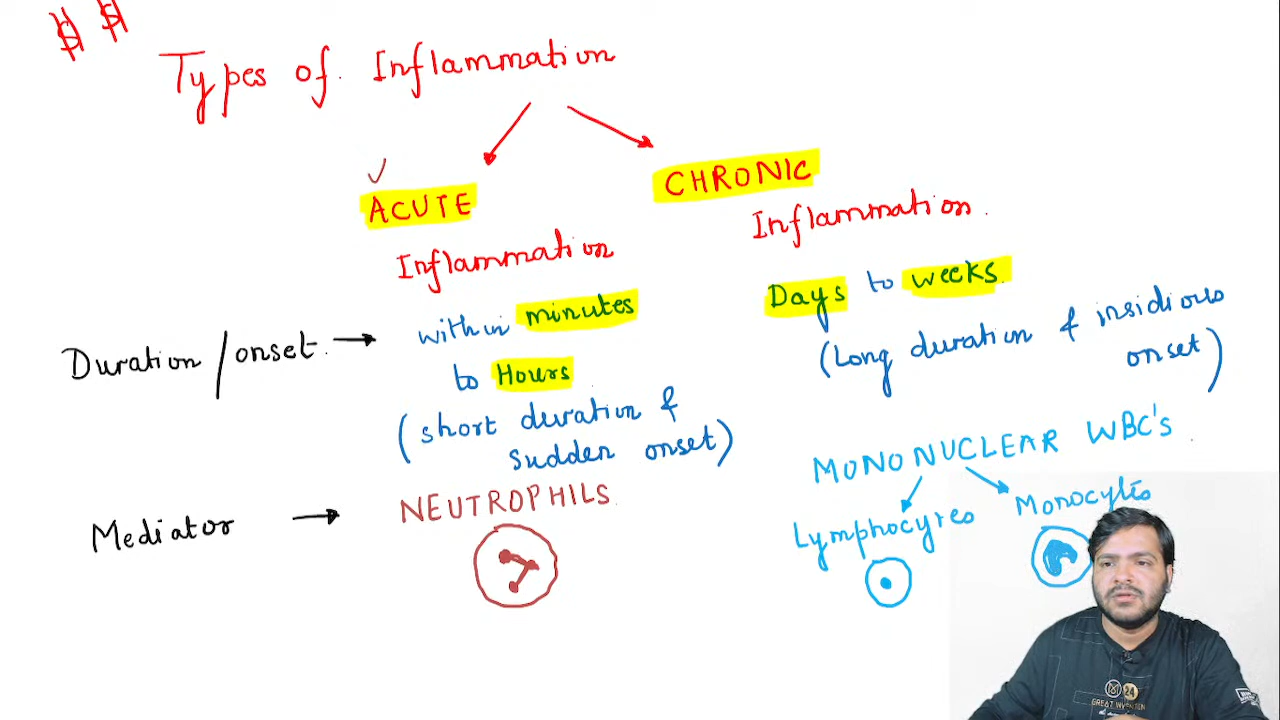 $ $
Types of Inflammation
ACUTE
Inflammation
CHRONIC
Inflammation.
Duration/onset.
within minutes
to Hours
(short duration &
sudden onset)
Days to weeks.
(Long duration & insidious
onset)
Mediator
NEUTROPHILS
MONONUCLEAR WBC's.
Lymphocytes
Monocytes
24